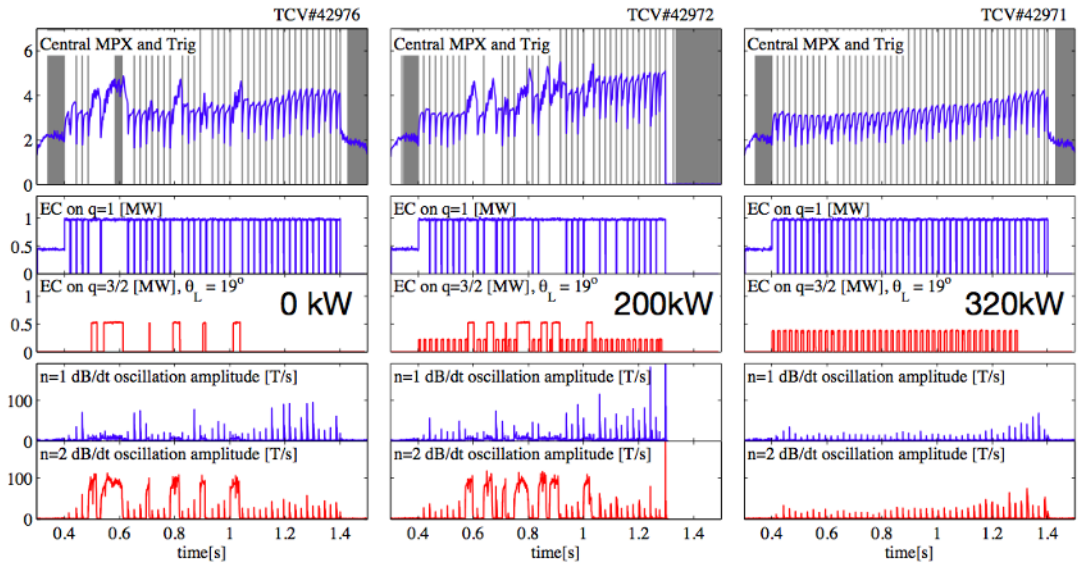 TCV#42976
Central MPX and Trig
6
4
2
0
EC on q=1 [MW]
1
0.5
0
EC on q=3/2 [MW], θL = 19°
1
0.5
0
0 kW
n=1 dB/dt oscillation amplitude [T/s]
100
0
n=2 dB/dt oscillation amplitude [T/s]
100
0
0.4 0.6 0.8 1 1.2 1.4
time[s]
TCV#42972
Central MPX and Trig
EC on q=1 [MW]
EC on q=3/2 [MW], θL = 19°
200kW
n=1 dB/dt oscillation amplitude [T/s]
n=2 dB/dt oscillation amplitude [T/s]
0.4 0.6 0.8 1 1.2 1.4
time[s]
TCV#42971
Central MPX and Trig
EC on q=1 [MW]
EC on q=3/2 [MW], θL = 19°
320kW
n=1 dB/dt oscillation amplitude [T/s]
n=2 dB/dt oscillation amplitude [T/s]
0.4 0.6 0.8 1 1.2 1.4
time[s]